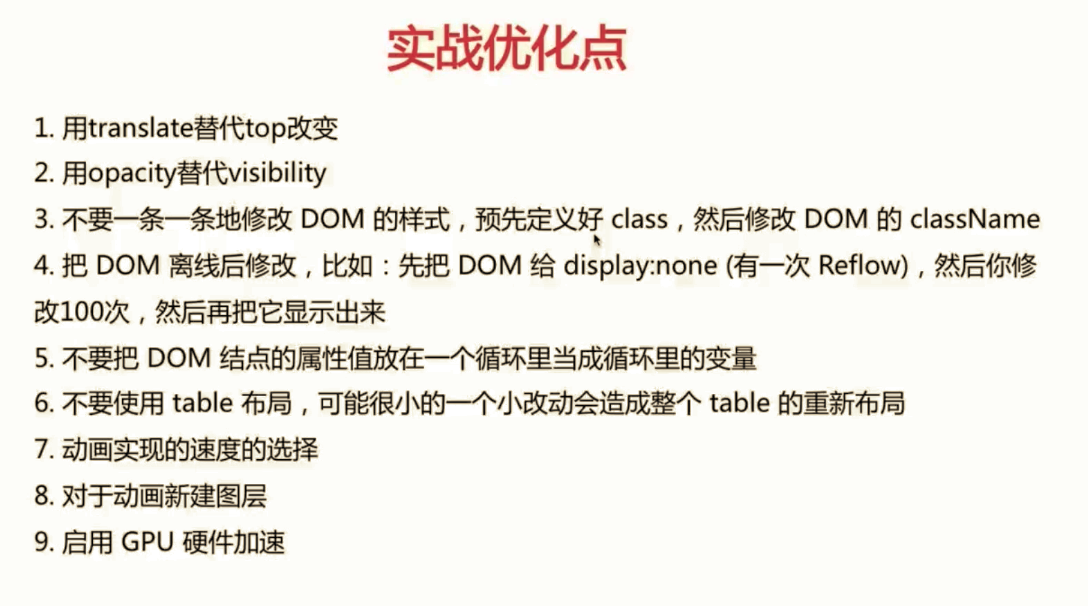 实战优化点
1. 用translate替代top改变
2. 用opacity替代visibility
3. 不要一条一条地修改 DOM 的样式，预先定义好 class，然后修改 DOM 的 className
4. 把 DOM 离线后修改，比如：先把 DOM 给 display:none (有一次 Reflow)，然后你修
改100次，然后再把它显示出来
5. 不要把 DOM 结点的属性值放在一个循环里当成循环里的变量
6. 不要使用 table 布局，可能很小的一个小改动会造成整个 table 的重新布局
7. 动画实现的速度的选择
8. 对于动画新建图层
9. 启用 GPU 硬件加速